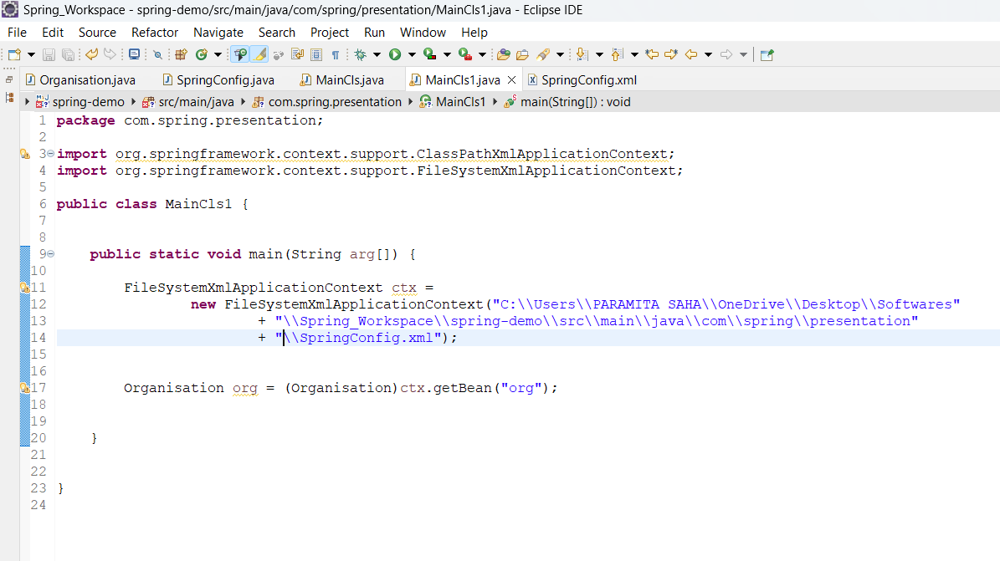 Spring_Workspace - spring-demo/src/main/java/com/spring/presentation/MainCls1.java - Eclipse IDE
File Edit Source Refactor Navigate Search Project Run Window Help
Organisation.java SpringConfig.java MainCls.java MainCls1.java SpringConfig.xml
spring-demo src/main/java com.spring.presentation MainCls1 main(String[]) : void
1 package com.spring.presentation;
2
3 import org.springframework.context.support.ClassPathXmlApplicationContext;
4 import org.springframework.context.support.FileSystemXmlApplicationContext;
5
6 public class MainCls1 {
7
8
9 public static void main(String arg[]) {
10
11 FileSystemXmlApplicationContext ctx =
12 new FileSystemXmlApplicationContext("C:\\Users\\PARAMITA SAHA\\OneDrive\\Desktop\\Softwares"
13 + "\\Spring_Workspace\\spring-demo\\src\\main\\java\\com\\spring\\presentation"
14 + "\\SpringConfig.xml");
15
16
17 Organisation org = (Organisation)ctx.getBean("org");
18
19
20 }
21
22
23 }
24